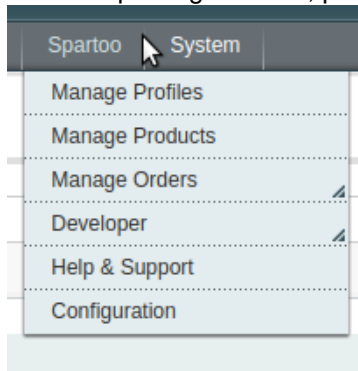 Spartoo System
Manage Profiles
Manage Products
Manage Orders
Developer
Help & Support
Configuration